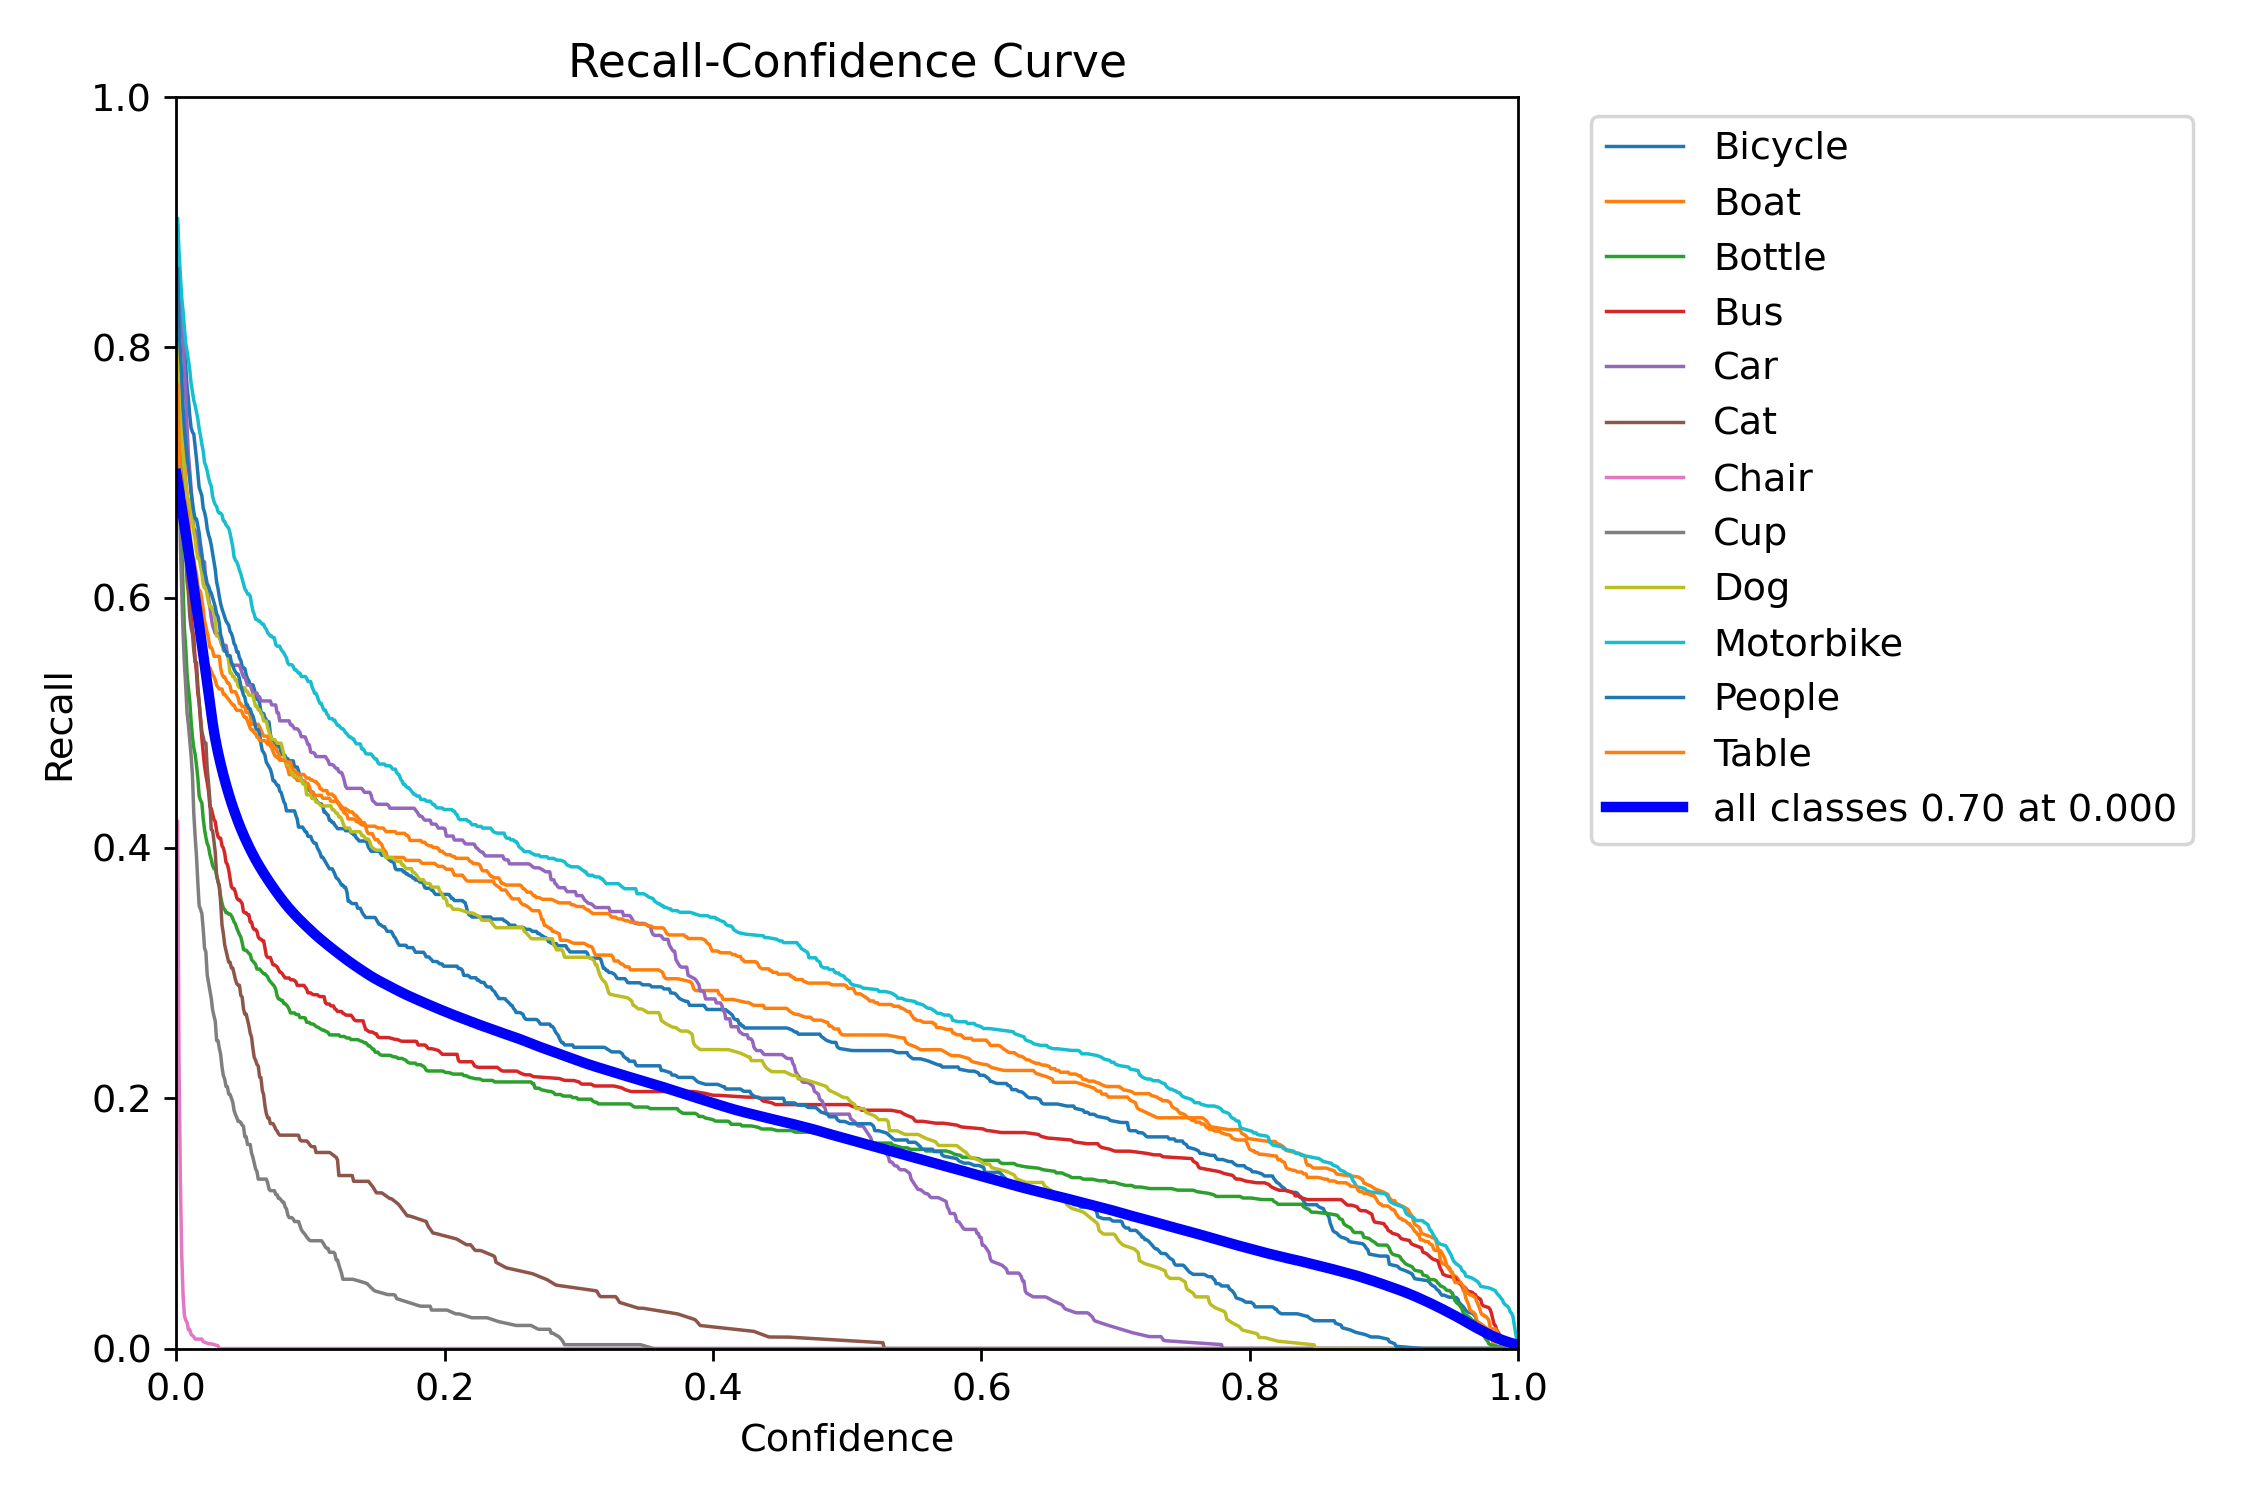 Recall-Confidence Curve
1.0
0.8
0.6
0.4
0.2
0.0
Recall
0.0 0.2 0.4 0.6 0.8 1.0
Confidence
Bicycle
Boat
Bottle
Bus
Car
Cat
Chair
Cup
Dog
Motorbike
People
Table
all classes 0.70 at 0.000